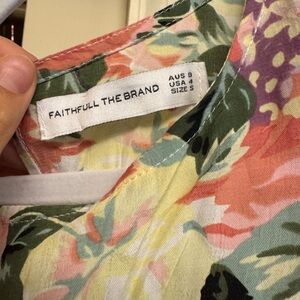 FAITHFULL THE BRAND
AUS 8
USA 4
SIZE S